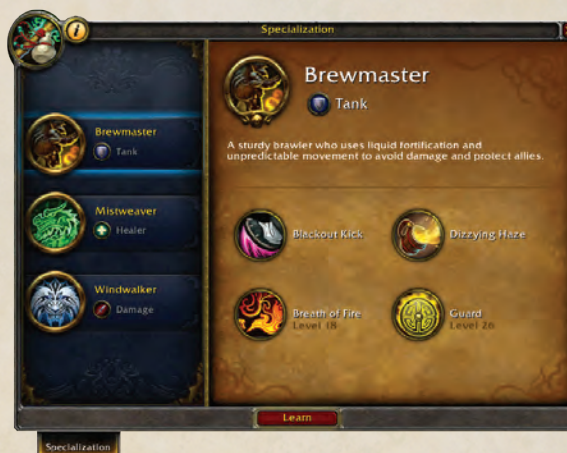 Specialization
Brewmaster
Tank
Mistweaver
Healer
Windwalker
Damage
Brewmaster
Tank
A sturdy brawler who uses liquid fortification and
unpredictable movement to avoid damage and protect allies.
Blackout Kick
Dizzying Haze
Breath of Fire
Level 18
Guard
Level 26
Learn
Specialization